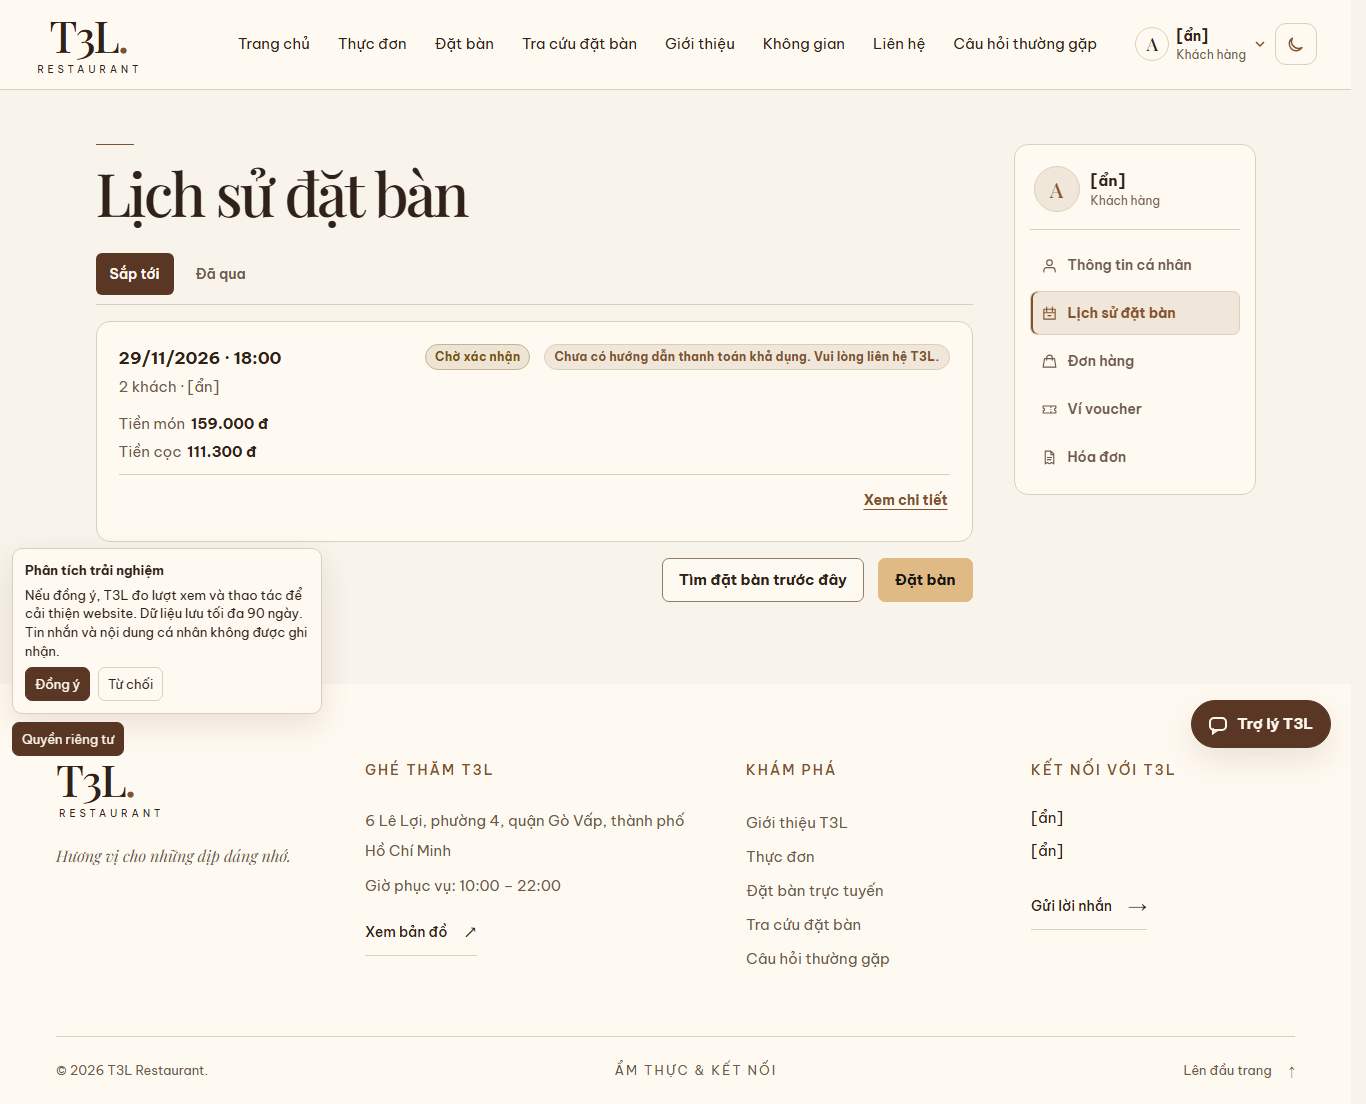 T3L.
RESTAURANT
Trang chủ
Thực đơn
Đặt bàn
Tra cứu đặt bàn
Giới thiệu
Không gian
Liên hệ
Câu hỏi thường gặp
A
[ẩn]
Khách hàng
Lịch sử đặt bàn
Sắp tới
Đã qua
29/11/2026 · 18:00
Chờ xác nhận
Chưa có hướng dẫn thanh toán khả dụng. Vui lòng liên hệ T3L.
2 khách · [ẩn]
Tiền món 159.000 đ
Tiền cọc 111.300 đ
Xem chi tiết
Tìm đặt bàn trước đây
Đặt bàn
A
[ẩn]
Khách hàng
Thông tin cá nhân
Lịch sử đặt bàn
Đơn hàng
Ví voucher
Hóa đơn
Phân tích trải nghiệm
Nếu đồng ý, T3L đo lượt xem và thao tác để
cải thiện website. Dữ liệu lưu tối đa 90 ngày.
Tin nhắn và nội dung cá nhân không được ghi
nhận.
Đồng ý
Từ chối
Quyền riêng tư
Trợ lý T3L
T3L.
RESTAURANT
Hương vị cho những dịp đáng nhớ.
GHÉ THĂM T3L
6 Lê Lợi, phường 4, quận Gò Vấp, thành phố
Hồ Chí Minh
Giờ phục vụ: 10:00 – 22:00
Xem bản đồ ↗
KHÁM PHÁ
Giới thiệu T3L
Thực đơn
Đặt bàn trực tuyến
Tra cứu đặt bàn
Câu hỏi thường gặp
KẾT NỐI VỚI T3L
[ẩn]
[ẩn]
Gửi lời nhắn →
© 2026 T3L Restaurant.
ẨM THỰC & KẾT NỐI
Lên đầu trang ↑